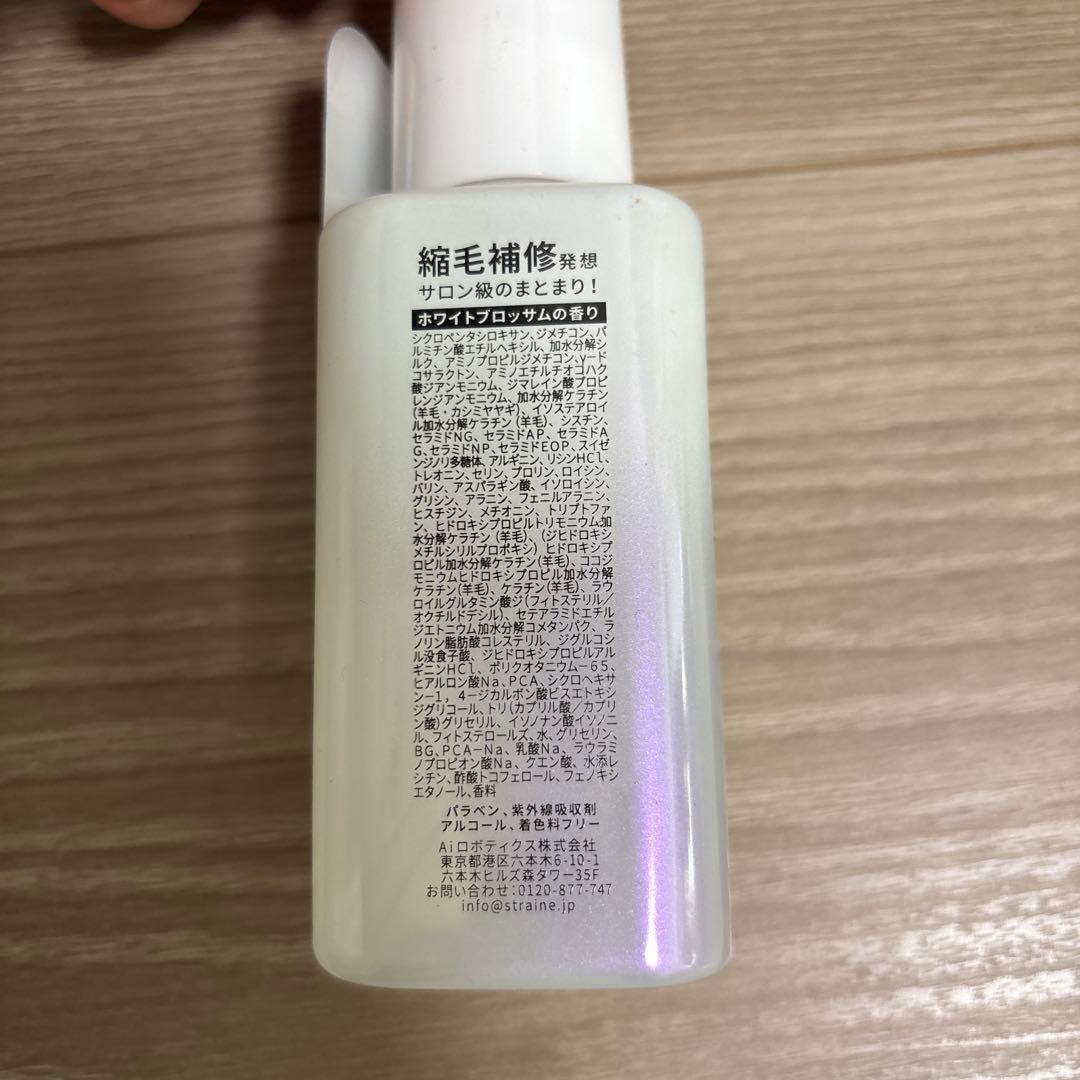 縮毛補修発想
サロン級のまとまり!
ホワイトブロッサムの香り
シクロペンタシロキサン、ジメチコン、パ
ルミチン酸エチルヘキシル、加水分解シ
ルク、アミノプロピルジメチコン、γ-ド
コサラクトン、アミノエチルチオコハク
酸ジアンモニウム、ジマレイン酸プロピ
レンジアンモニウム、加水分解ケラチン
(羊毛・カシミヤヤギ)、イソステアロイ
ル加水分解ケラチン(羊毛)、シスチン、
セラミドNG、セラミドAP、セラミドA
G、セラミドNP、セラミドEOP、スイゼ
ンジノリ多糖体、アルギニン、リシンHCl、
トレオニン、セリン、プロリン、ロイシン、
バリン、アスパラギン酸、イソロイシン、
グリシン、アラニン、フェニルアラニン、
ヒスチジン、メチオニン、トリプトファ
ン、ヒドロキシプロピルトリモニウム加
水分解ケラチン(羊毛)、(ジヒドロキシ
メチルシリルプロポキシ)ヒドロキシプ
ロピル加水分解ケラチン(羊毛)、ココジ
モニウムヒドロキシプロピル加水分解
ケラチン(羊毛)、ケラチン(羊毛)、ラウ
ロイルグルタミン酸ジ(フィトステリル/
オクチルドデシル)、セテアラミドエチル
ジエトニウム加水分解コメタンパク、ラ
ノリン脂肪酸コレステリル、ジグルコシ
ル没食子酸、ジヒドロキシプロピルアル
ギニンHCl、ポリクオタニウム-65、
ヒアルロン酸Na、PCA、シクロヘキサ
ン-1,4-ジカルボン酸ビスエトキシ
ジグリコール、トリ(カプリル酸/カプリ
ン酸)グリセリル、イソノナン酸イソノニ
ル、フィトステロールズ、水、グリセリン、
BG、PCA-Na、乳酸Na、ラウラミ
ノプロピオン酸Na、クエン酸、水添レ
シチン、酢酸トコフェロール、フェノキシ
エタノール、香料
パラベン、紫外線吸収剤
アルコール、着色料フリー
Aiロボティクス株式会社
東京都港区六本木6-10-1
六本木ヒルズ森タワー35F
お問い合わせ:0120-877-747
info@straine.jp